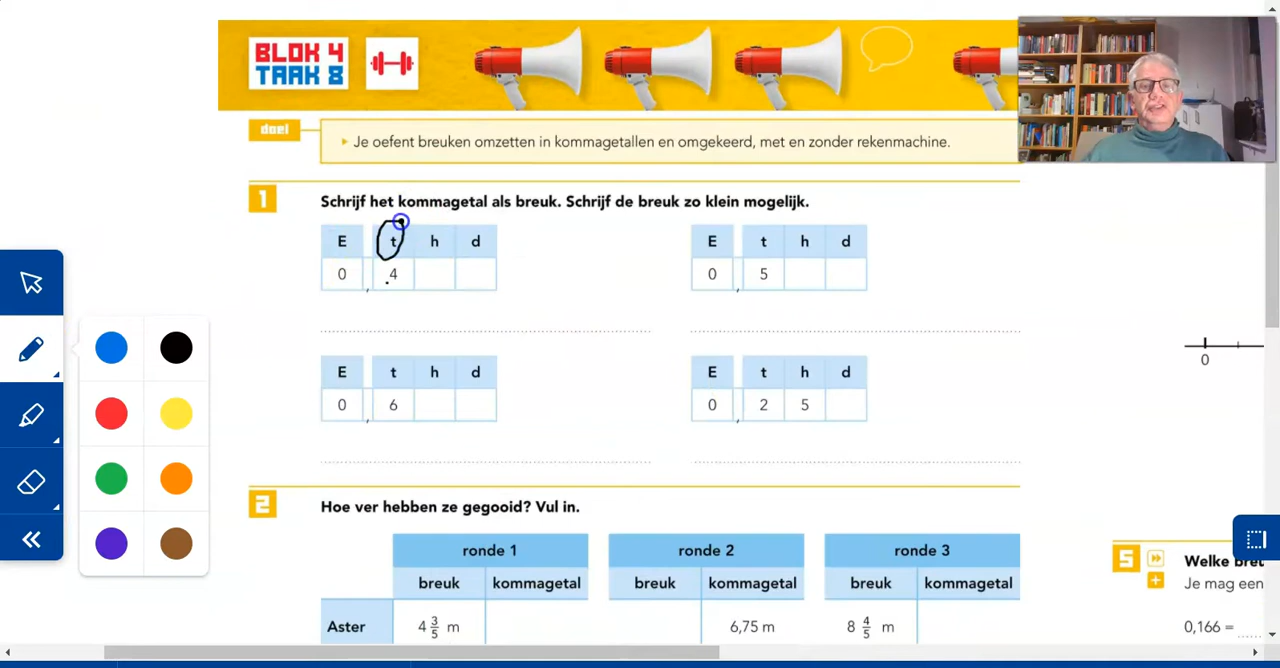 BLOK 4
TAAK 8
doel
Je oefent breuken omzetten in kommagetallen en omgekeerd, met en zonder rekenmachine.
1
Schrijf het kommagetal als breuk. Schrijf de breuk zo klein mogelijk.
E t h d
0 , 4
E t h d
0 , 5
0
E t h d
0 , 6
E t h d
0 , 2 5
2
Hoe ver hebben ze gegooid? Vul in.
ronde 1 ronde 2 ronde 3
breuk kommagetal breuk kommagetal breuk kommagetal
Aster 4 3/5 m 6,75 m 8 4/5 m
5
Welke breu
Je mag een
0,166 = .....